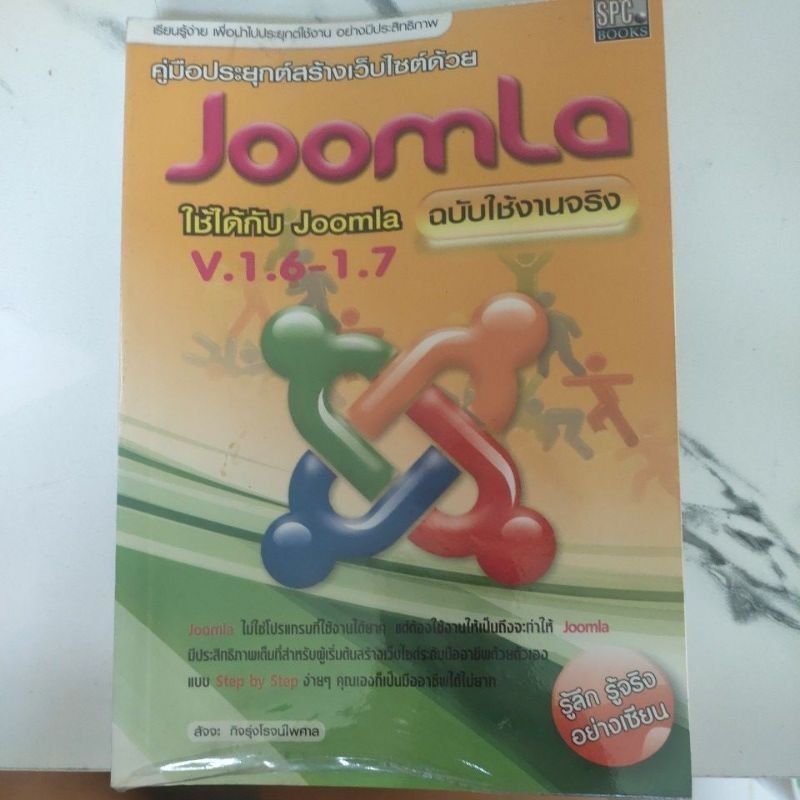 เรียนรู้ง่าย เพื่อนำไปประยุกต์ใช้งาน อย่างมีประสิทธิภาพ
SPC
BOOKS
คู่มือประยุกต์สร้างเว็บไซต์ด้วย
Joomla
ใช้ได้กับ Joomla ฉบับใช้งานจริง
V.1.6-1.7
Joomla ไม่ใช่โปรแกรมที่ใช้งานได้ยาก แต่ต้องใช้งานให้เป็นถึงจะทำให้ Joomla
มีประสิทธิภาพเต็มที่สำหรับผู้เริ่มต้นสร้างเว็บไซต์ระดับมืออาชีพด้วยตัวเอง
แบบ Step by Step ง่ายๆ คุณเองก็เป็นมืออาชีพได้ไม่ยาก
รู้ลึก รู้จริง
อย่างเซียน
สัจจะ กิจรุ่งโรจน์ไพศาล